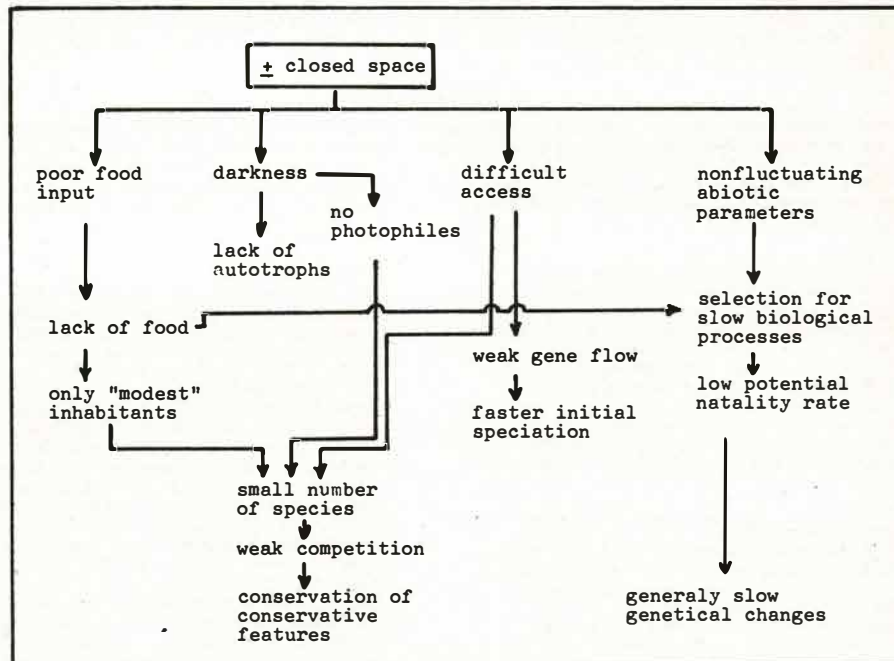 ± closed space
poor food
input
darkness
difficult
access
nonfluctuating
abiotic
parameters
no
photophiles
lack of
autotrophs
lack of food
selection for
slow biological
processes
weak gene flow
only "modest"
inhabitants
low potential
natality rate
faster initial
speciation
small number
of species
weak competition
conservation of
conservative
features
generaly slow
genetical changes